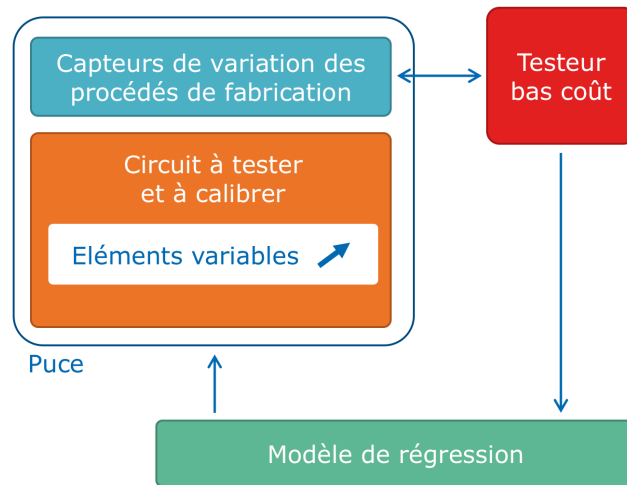 Capteurs de variation des
procédés de fabrication
Testeur
bas coût
Circuit à tester
et à calibrer
Eléments variables
Puce
Modèle de régression